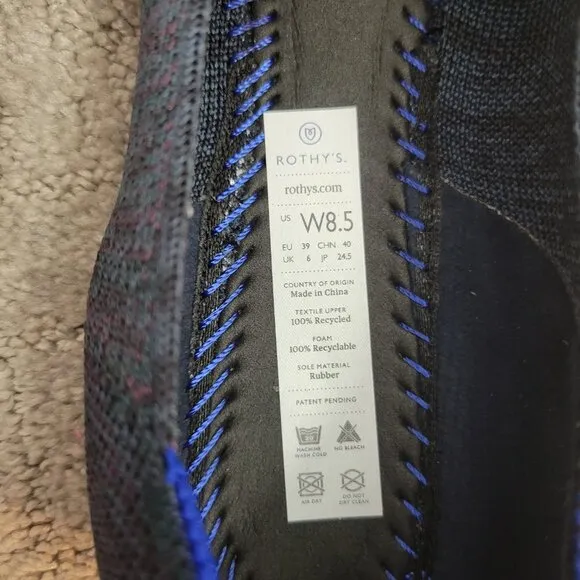 ROTHY'S.
rothys.com
US W8.5
EU 39 CHN 40
UK 6 JP 24.5
COUNTRY OF ORIGIN
Made in China
TEXTILE UPPER
100% Recycled
FOAM
100% Recyclable
SOLE MATERIAL
Rubber
PATENT PENDING
MACHINE WASH COLD
NO BLEACH
AIR DRY
DO NOT DRY CLEAN